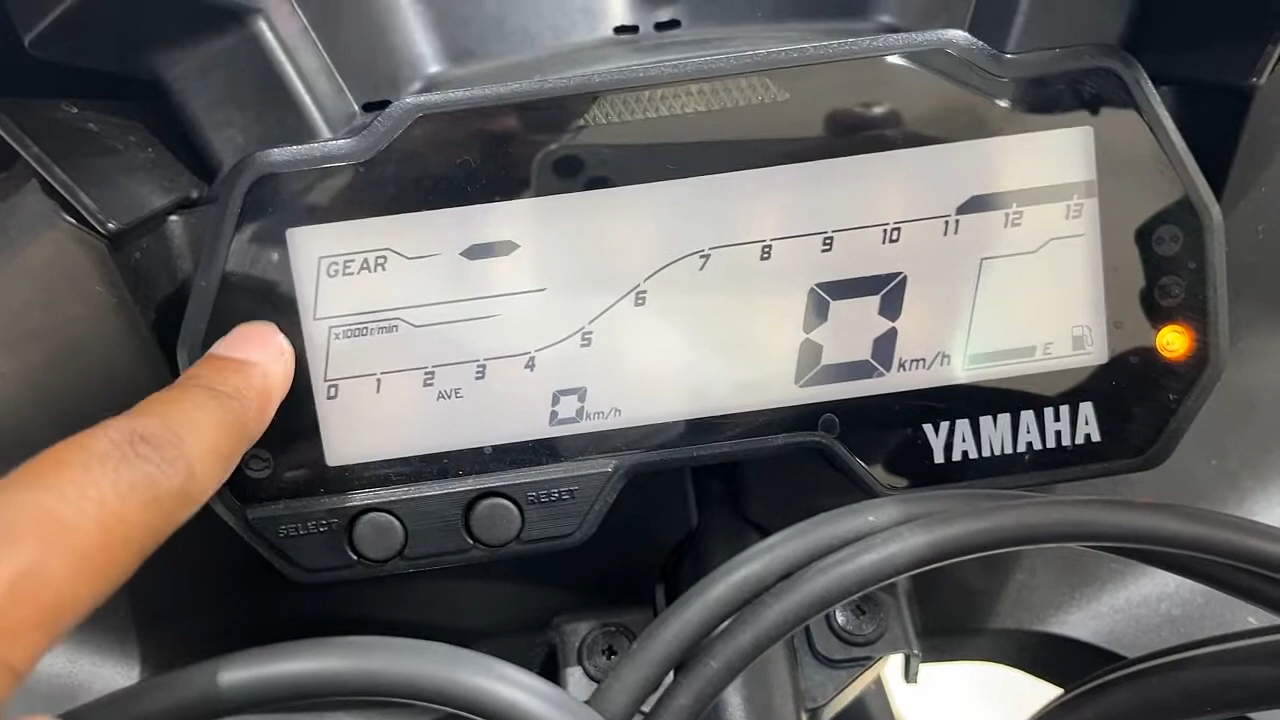 GEAR
x1000r/min
0 1 2 3 4 5 6 7 8 9 10 11 12 13
AVE
0 km/h
0 km/h
E
YAMAHA
SELECT
RESET